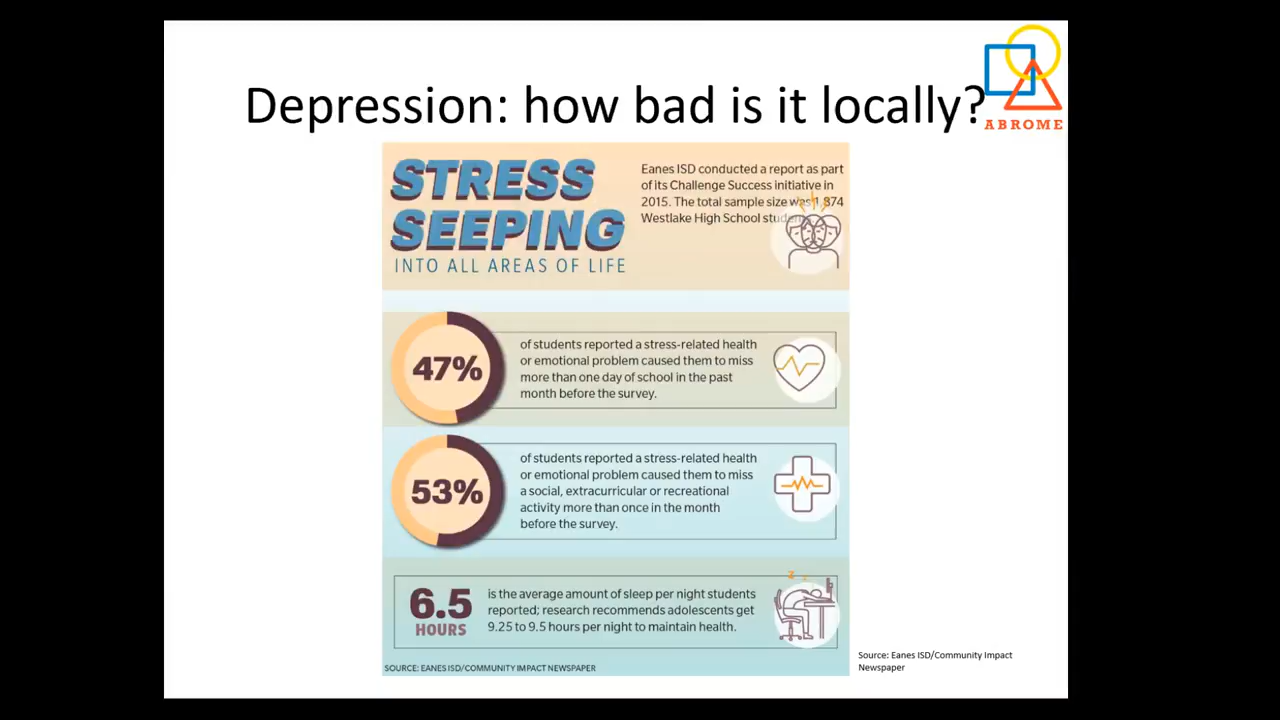 Depression: how bad is it locally?
ABROME
STRESS
SEEPING
INTO ALL AREAS OF LIFE
Eanes ISD conducted a report as part
of its Challenge Success initiative in
2015. The total sample size was 1,874
Westlake High School students.
47%
of students reported a stress-related health
or emotional problem caused them to miss
more than one day of school in the past
month before the survey.
53%
of students reported a stress-related health
or emotional problem caused them to miss
a social, extracurricular or recreational
activity more than once in the month
before the survey.
6.5
HOURS
is the average amount of sleep per night students
reported; research recommends adolescents get
9.25 to 9.5 hours per night to maintain health.
z
SOURCE: EANES ISD/COMMUNITY IMPACT NEWSPAPER
Source: Eanes ISD/Community Impact
Newspaper